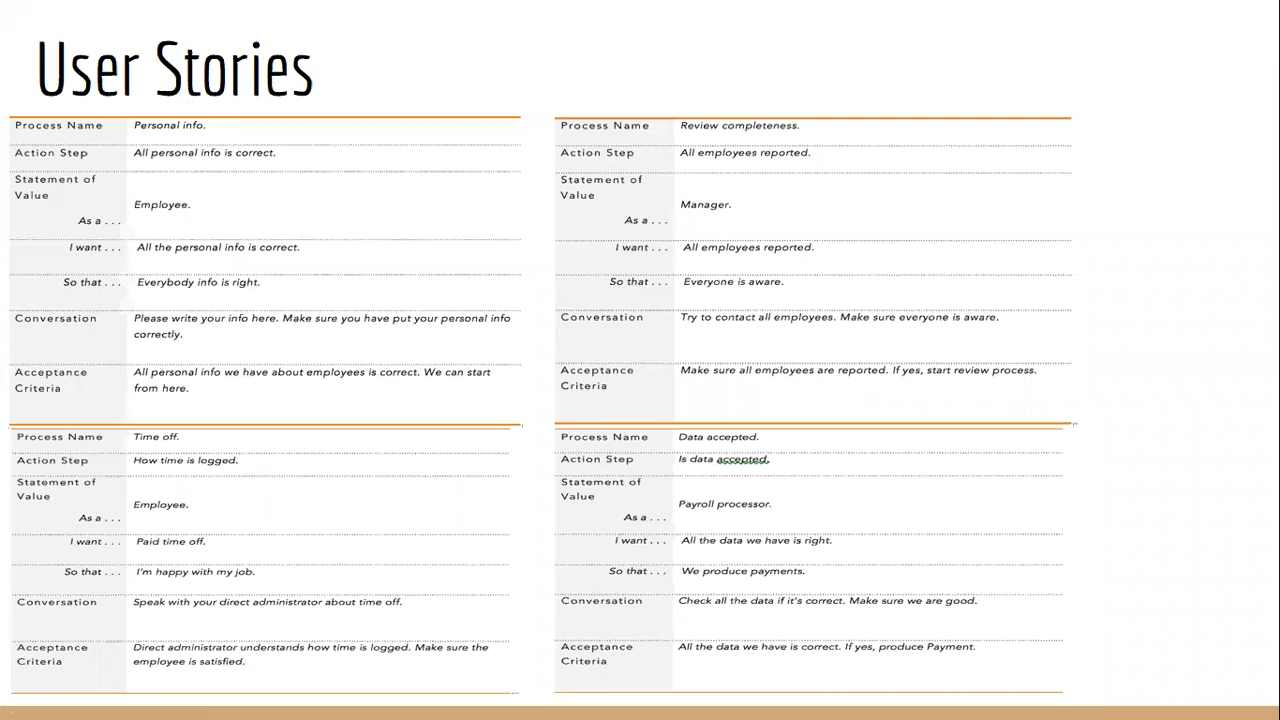 User Stories
Process Name Personal info.
Action Step All personal info is correct.
Statement of
Value
Employee.
As a . . .
I want . . . All the personal info is correct.
So that . . . Everybody info is right.
Conversation Please write your info here. Make sure you have put your personal info
correctly.
Acceptance All personal info we have about employees is correct. We can start
Criteria from here.
Process Name Review completeness.
Action Step All employees reported.
Statement of
Value
Manager.
As a . . .
I want . . . All employees reported.
So that . . . Everyone is aware.
Conversation Try to contact all employees. Make sure everyone is aware.
Acceptance Make sure all employees are reported. If yes, start review process.
Criteria
Process Name Time off.
Action Step How time is logged.
Statement of
Value
Employee.
As a . . .
I want . . . Paid time off.
So that . . . I'm happy with my job.
Conversation Speak with your direct administrator about time off.
Acceptance Direct administrator understands how time is logged. Make sure the
Criteria employee is satisfied.
Process Name Data accepted.
Action Step Is data accepted.
Statement of
Value
Payroll processor.
As a . . .
I want . . . All the data we have is right.
So that . . . We produce payments.
Conversation Check all the data if it's correct. Make sure we are good.
Acceptance All the data we have is correct. If yes, produce Payment.
Criteria